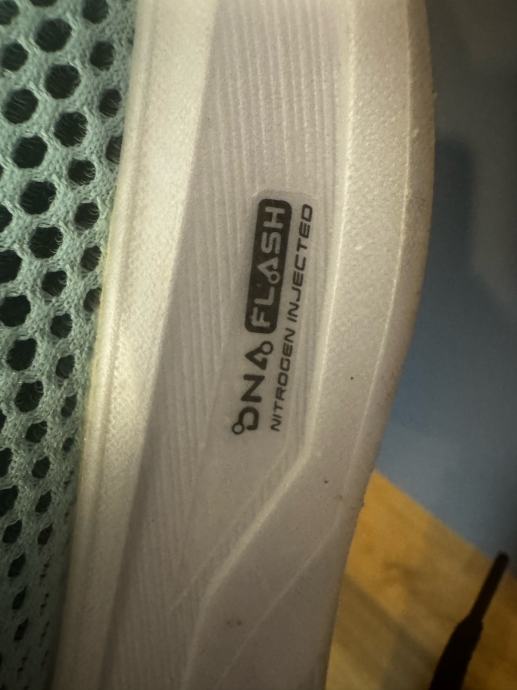 DNA FLASH
NITROGEN INJECTED